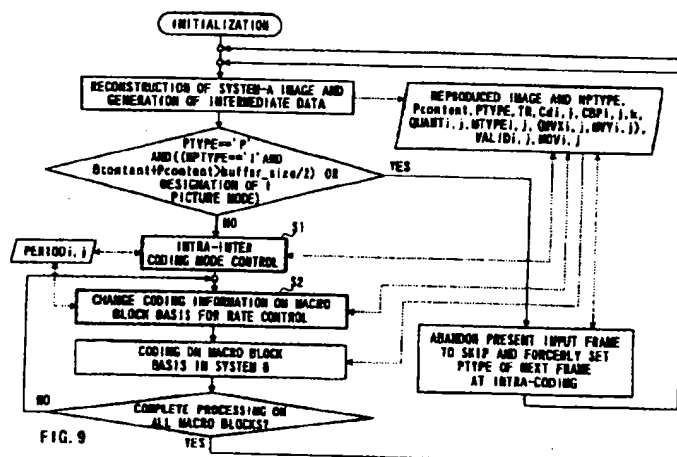 INITIALIZATION
RECONSTRUCTION OF SYSTEM-A IMAGE AND
GENERATION OF INTERMEDIATE DATA
REPRODUCED IMAGE AND NPTYPE,
Pcontent, PTYPE, TR, Cdi, j, CBPi, j, k,
QUANTi, j, MTYPEi, j, (MVXi, j, MVYi, j),
VALIDi, j, MDVi, j
PTYPE=='P'
AND((NPTYPE=='I'AND
Bcontent+Pcontent>buffer_size/2) OR
DESIGNATION OF I
PICTURE MODE)
YES
NO
S1
INTRA-INTER
CODING MODE CONTROL
PERIODi, j
S2
CHANGE CODING INFORMATION ON MACRO
BLOCK BASIS FOR RATE CONTROL
CODING ON MACRO BLOCK
BASIS IN SYSTEM B
ABANDON PRESENT INPUT FRAME
TO SKIP AND FORCEDLY SET
PTYPE OF NEXT FRAME
AT INTRA-CODING
NO
COMPLETE PROCESSING ON
ALL MACRO BLOCKS?
YES
FIG. 9